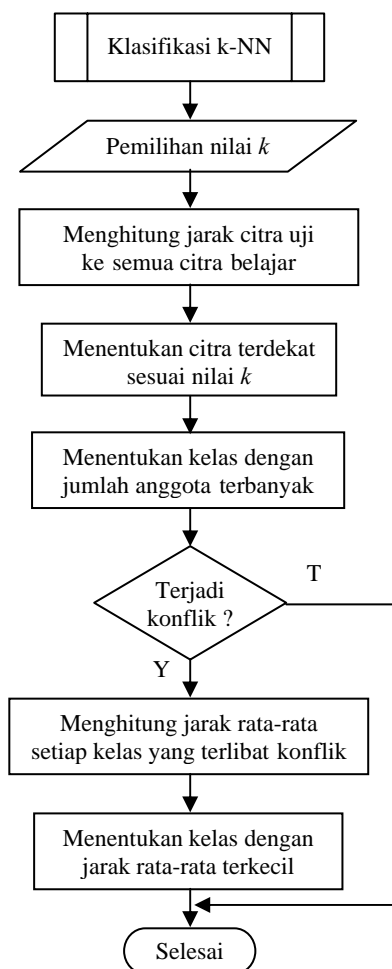 Klasifikasi k-NN
Pemilihan nilai k
Menghitung jarak citra uji
ke semua citra belajar
Menentukan citra terdekat
sesuai nilai k
Menentukan kelas dengan
jumlah anggota terbanyak
Terjadi
konflik ?
T
Y
Menghitung jarak rata-rata
setiap kelas yang terlibat konflik
Menentukan kelas dengan
jarak rata-rata terkecil
Selesai